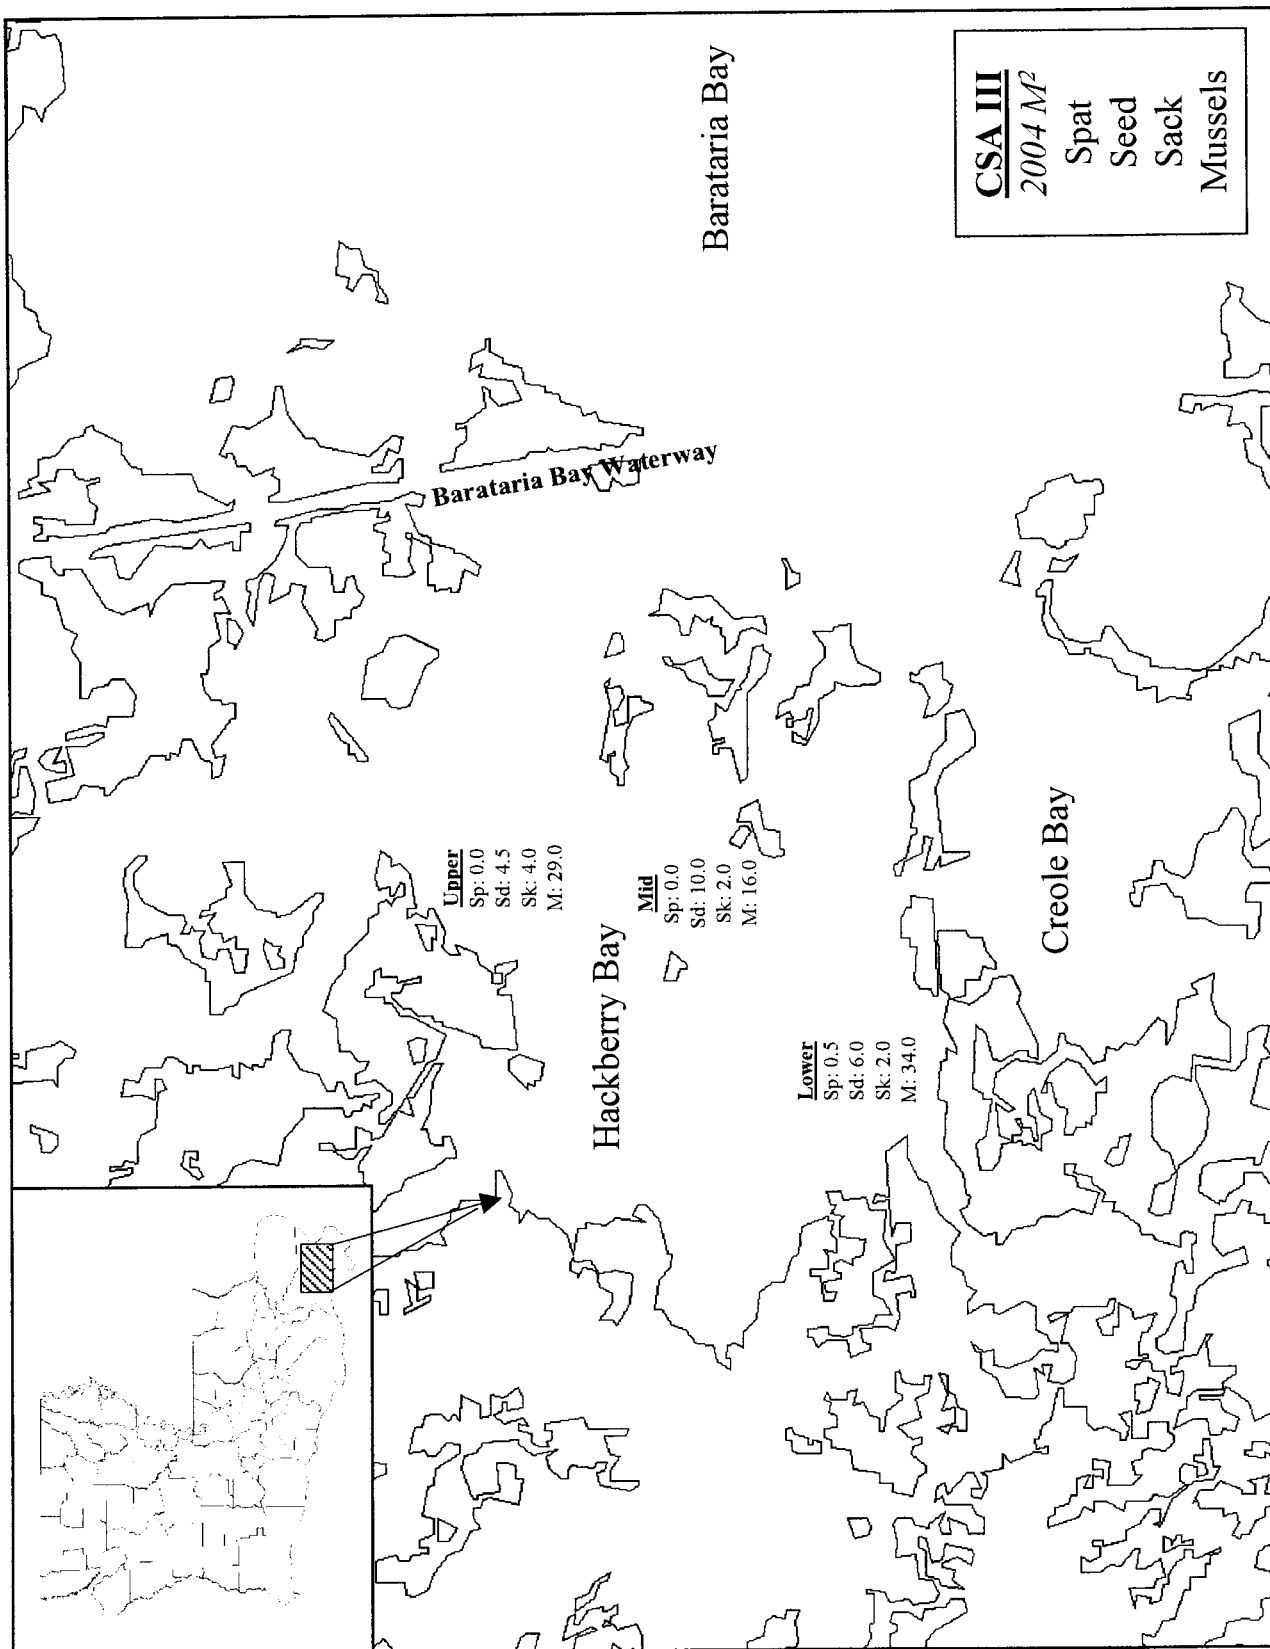 Barataria Bay
CSA III
2004 M²
Spat
Seed
Sack
Mussels
Barataria Bay Waterway
Upper
Sp: 0.0
Sd: 4.5
Sk: 4.0
M: 29.0
Hackberry Bay
Mid
Sp: 0.0
Sd: 10.0
Sk: 2.0
M: 16.0
Lower
Sp: 0.5
Sd: 6.0
Sk: 2.0
M: 34.0
Creole Bay